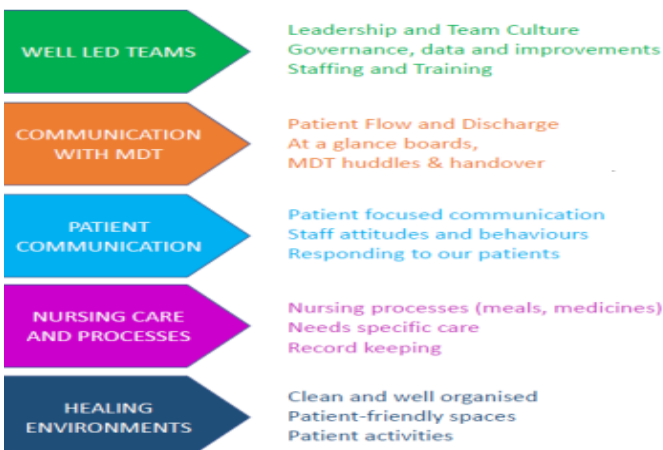 WELL LED TEAMS
Leadership and Team Culture
Governance, data and improvements
Staffing and Training
COMMUNICATION
WITH MDT
Patient Flow and Discharge
At a glance boards,
MDT huddles & handover
PATIENT
COMMUNICATION
Patient focused communication
Staff attitudes and behaviours
Responding to our patients
NURSING CARE
AND PROCESSES
Nursing processes (meals, medicines)
Needs specific care
Record keeping
HEALING
ENVIRONMENTS
Clean and well organised
Patient-friendly spaces
Patient activities